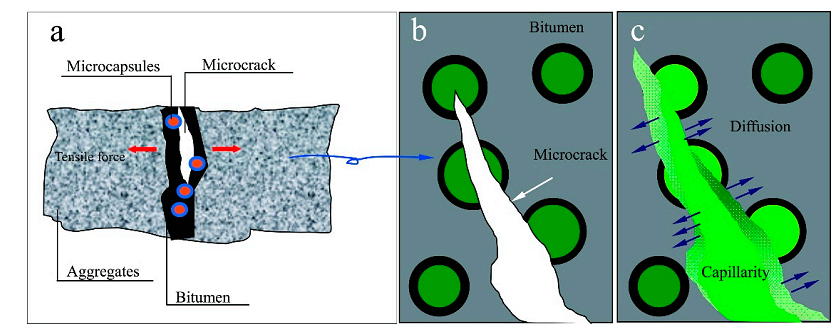 a
Microcapsules
Microcrack
Tensile force
Aggregates
Bitumen
b
Bitumen
Microcrack
c
Diffusion
Capillarity